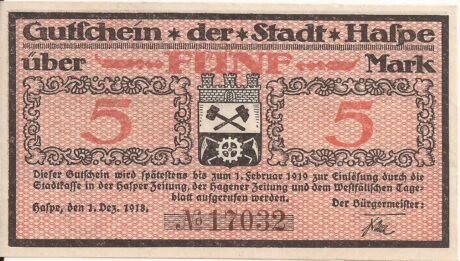 Gutschein * der * Stadt * Haspe
über FÜNF Mark
5 5
Dieser Gutschein wird spätestens bis zum 1. Februar 1919 zur Einlösung durch die
Stadtkasse in der Hasper Zeitung, der Hagener Zeitung und dem Westfälischen Tage-
blatt aufgerufen werden. Der Bürgermeister:
Haspe, den 1. Dez. 1918.
№ 17032